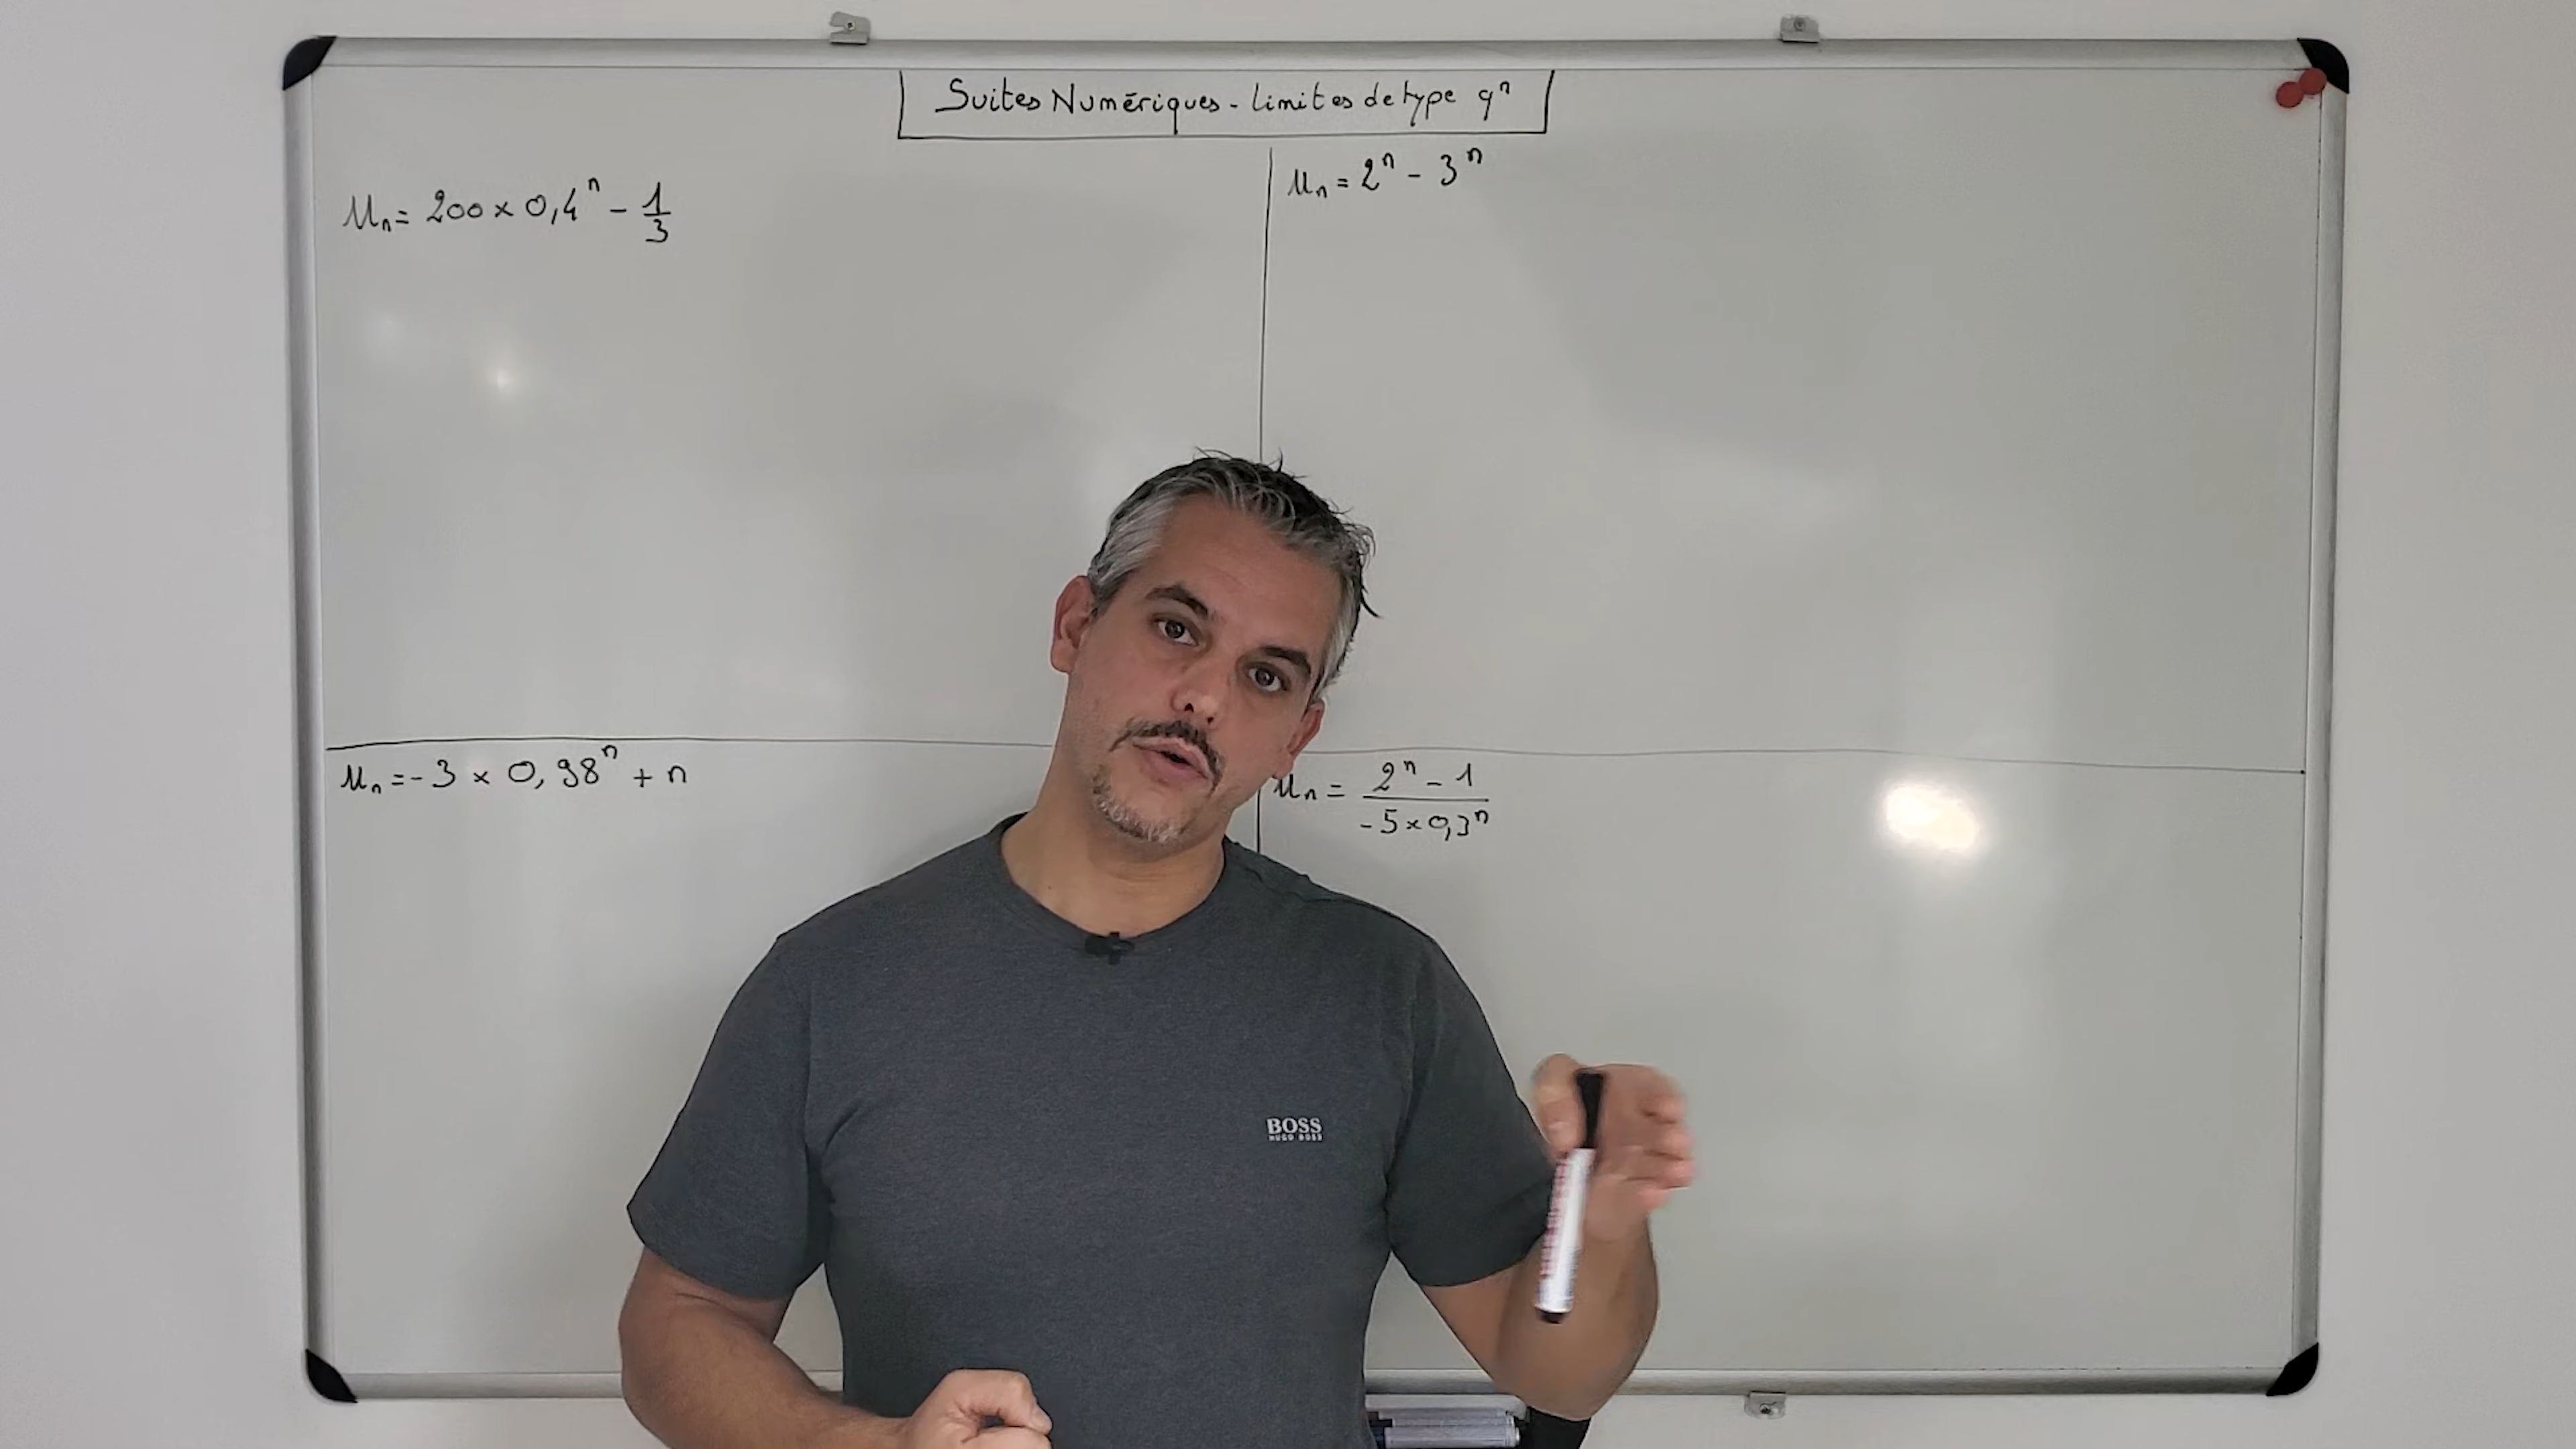 Suites Numériques - limites de type qⁿ
uₙ = 200 × 0,4ⁿ - 1/3
uₙ = 2ⁿ - 3ⁿ
uₙ = -3 × 0,98ⁿ + n
uₙ = (2ⁿ - 1)/(-5 × 0,3ⁿ)
BOSS
HUGO BOSS